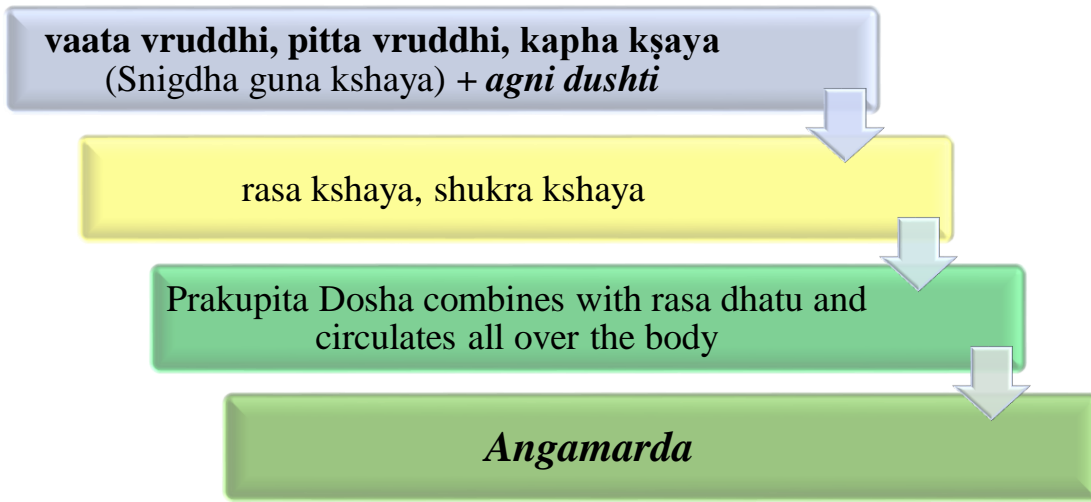 vaata vruddhi, pitta vruddhi, kapha kṣaya
(Snigdha guna kshaya) + agni dushti
rasa kshaya, shukra kshaya
Prakupita Dosha combines with rasa dhatu and
circulates all over the body
Angamarda